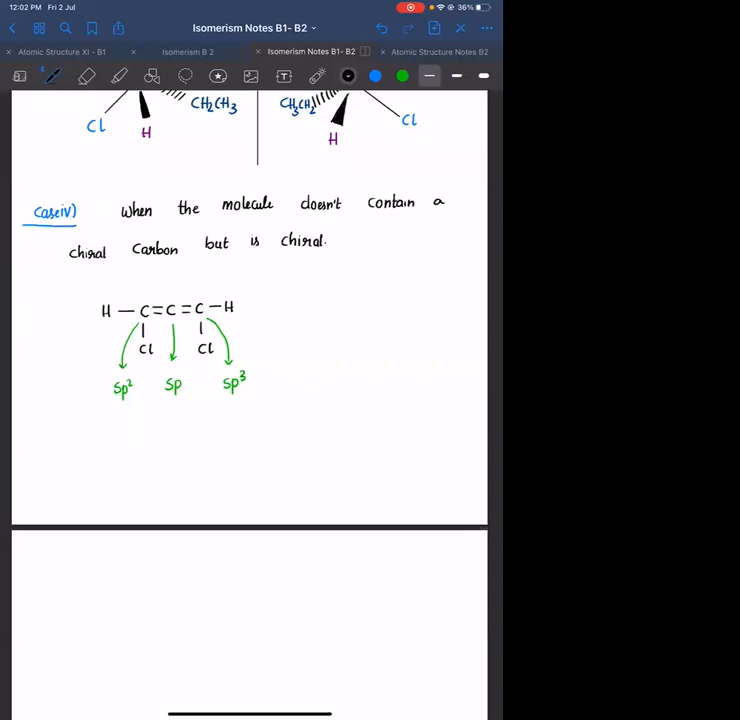 12:02 PM Fri 2 Jul
36%
Isomerism Notes B1- B2
Atomic Structure XI - B1
Isomerism B 2
Isomerism Notes B1- B2
Atomic Structure Notes B2
CH₂CH₃
CH₃CH₂
Cl
H
H
Cl
Case iv) When the molecule doesn't contain a
chiral Carbon but is chiral.
H — C = C = C — H
Cl Cl
Sp² Sp Sp³